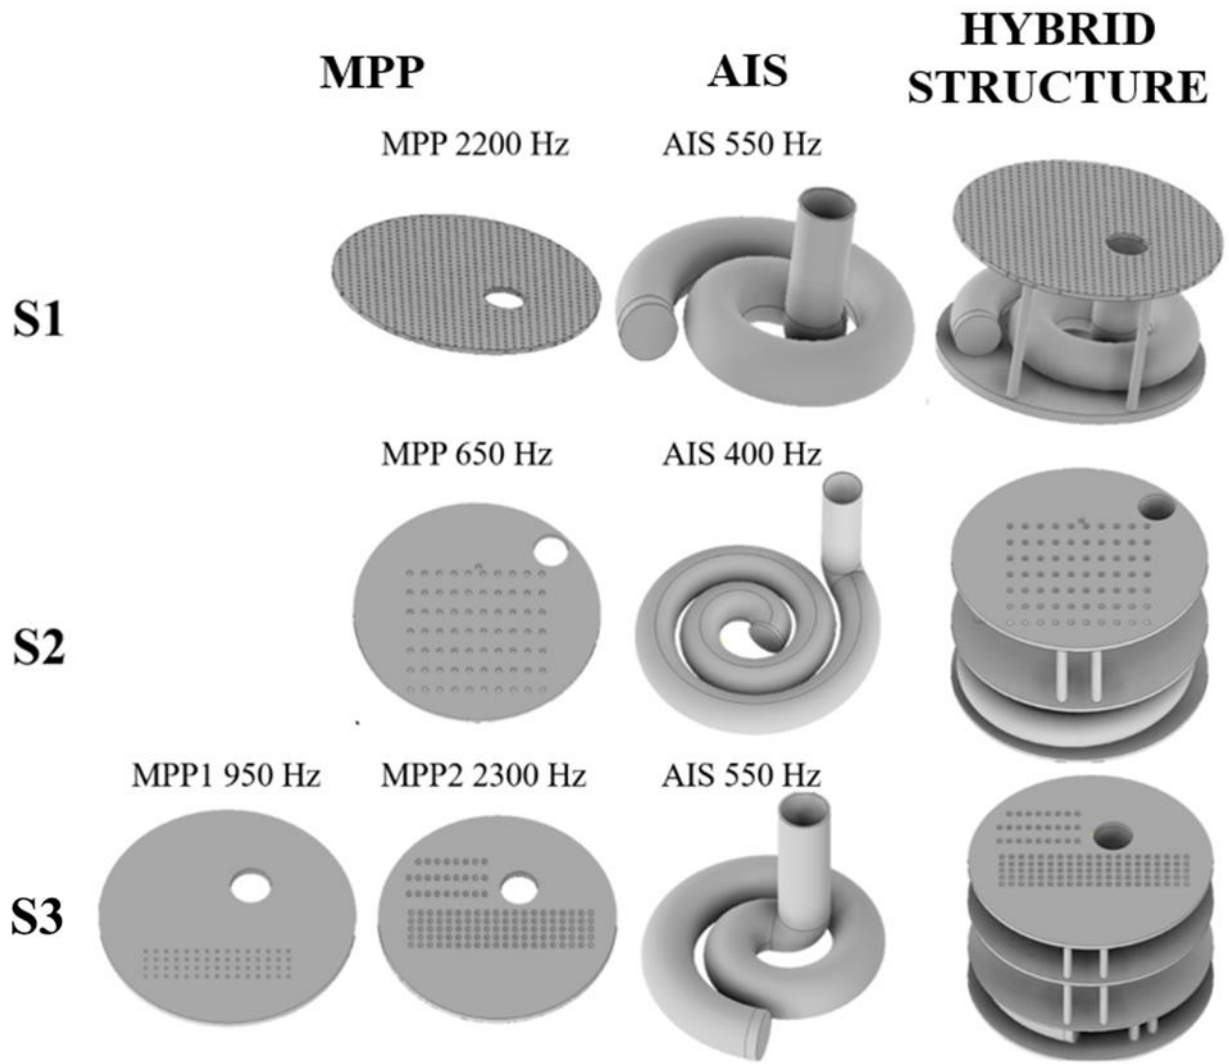 MPP
AIS
HYBRID
STRUCTURE
MPP 2200 Hz
AIS 550 Hz
S1
MPP 650 Hz
AIS 400 Hz
S2
MPP1 950 Hz
MPP2 2300 Hz
AIS 550 Hz
S3